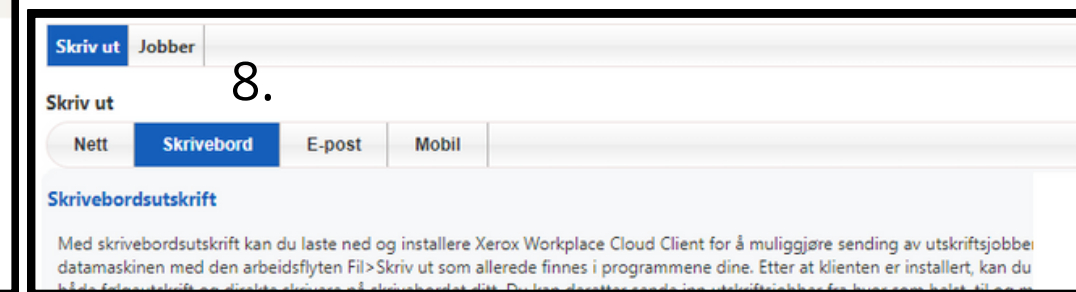 Skriv ut Jobber
8.
Skriv ut
Nett Skrivebord E-post Mobil
Skrivebordsutskrift
Med skrivebordsutskrift kan du laste ned og installere Xerox Workplace Cloud Client for å muliggjøre sending av utskriftsjobber
datamaskinen med den arbeidsflyten Fil>Skriv ut som allerede finnes i programmene dine. Etter at klienten er installert, kan du